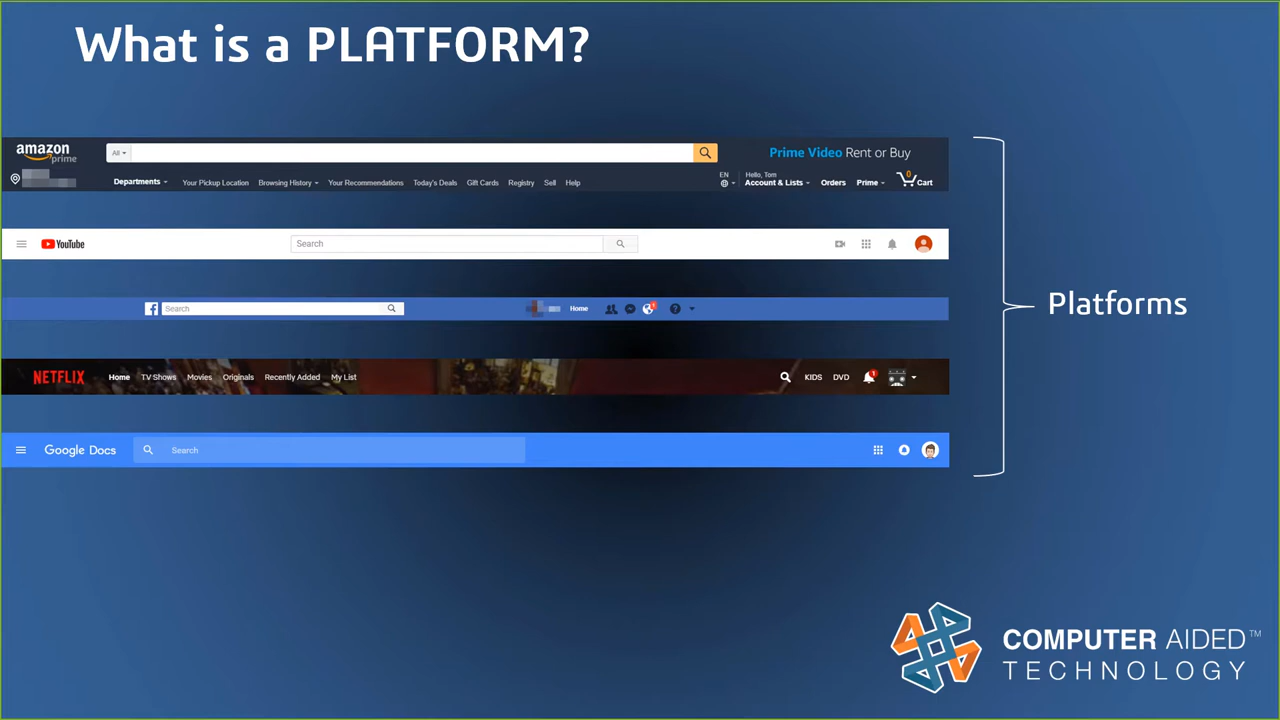 What is a PLATFORM?
amazon
prime
All
Prime Video Rent or Buy
Departments Your Pickup Location Browsing History Your Recommendations Today's Deals Gift Cards Registry Sell Help
EN
Hello, Tom
Account & Lists Orders Prime 0 Cart
YouTube Search
f Search Home 1 ?
NETFLIX Home TV Shows Movies Originals Recently Added My List KIDS DVD 1
Google Docs Search
Platforms
COMPUTER AIDED™
TECHNOLOGY